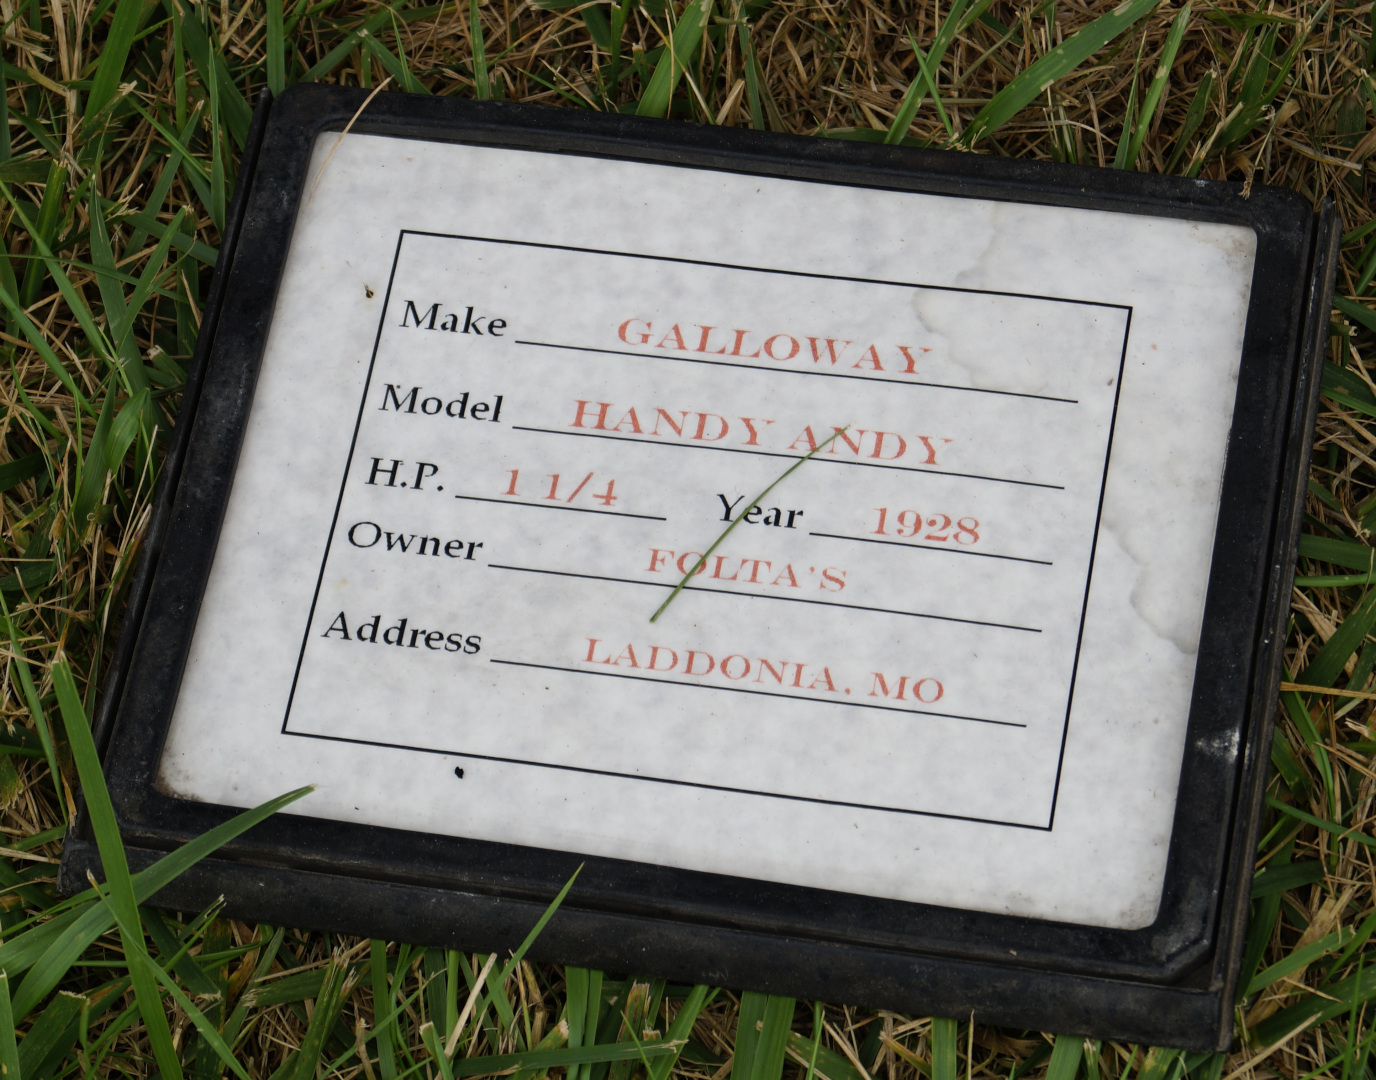 Make GALLOWAY
Model HANDY ANDY
H.P. 1 1/4 Year 1928
Owner FOLTA'S
Address LADDONIA, MO